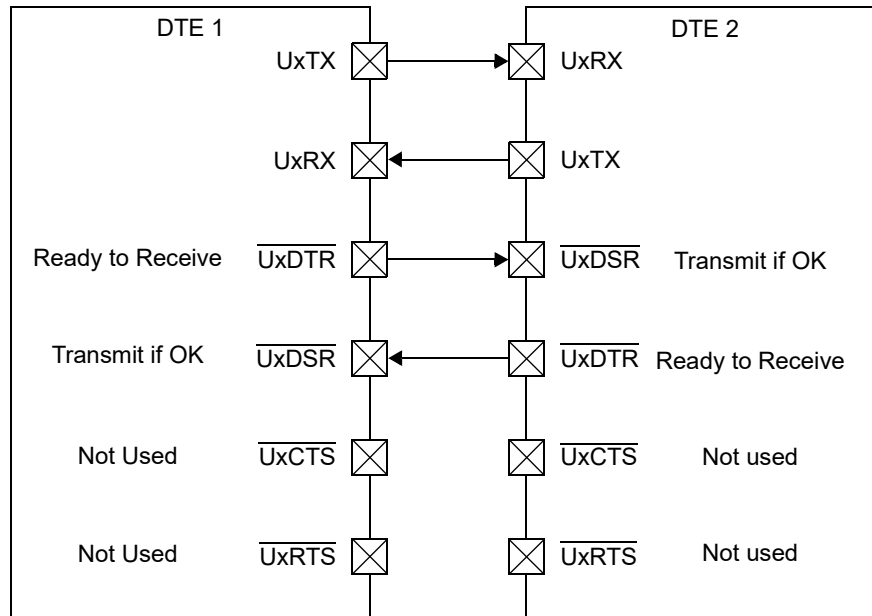 DTE 1 DTE 2
UxTX UxRX
UxRX UxTX
Ready to Receive UxDTR UxDSR Transmit if OK
Transmit if OK UxDSR UxDTR Ready to Receive
Not Used UxCTS UxCTS Not used
Not Used UxRTS UxRTS Not used